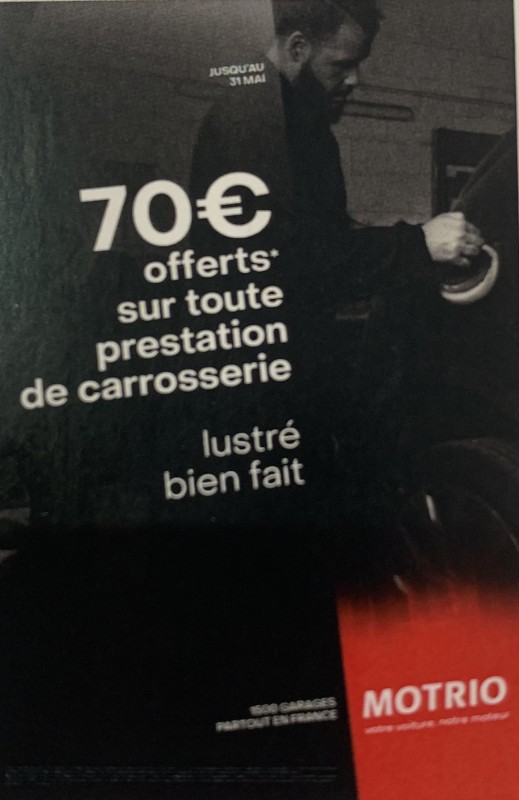 JUSQU'AU
31 MAI
70€
offerts*
sur toute
prestation
de carrosserie
lustré
bien fait
1500 GARAGES
PARTOUT EN FRANCE
MOTRIO
votre voiture, notre moteur